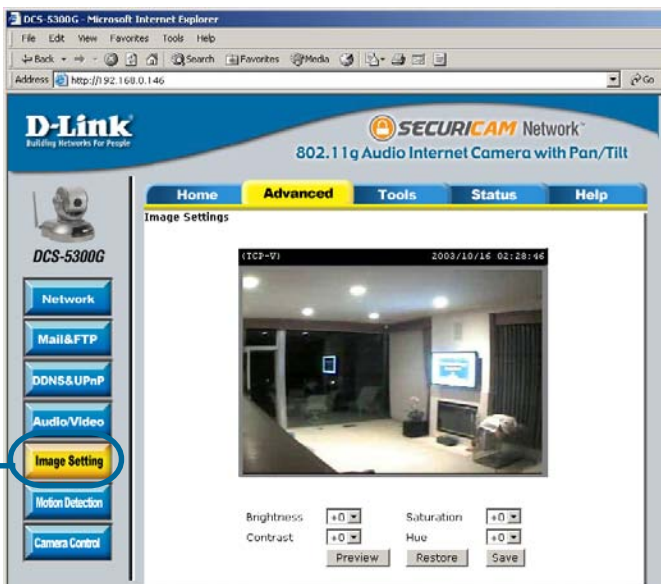 DCS-5300G - Microsoft Internet Explorer
File Edit View Favorites Tools Help
Back Search Favorites Media
Address http://192.168.0.146 Go
D-Link
Building Networks for People
SECURICAM Network™
802.11g Audio Internet Camera with Pan/Tilt
Home Advanced Tools Status Help
DCS-5300G
Network
Mail&FTP
DDNS&UPnP
Audio/Video
Image Setting
Motion Detection
Camera Control
Image Settings
(TCP-V) 2003/10/16 02:28:46
Brightness +0 Saturation +0
Contrast +0 Hue +0
Preview Restore Save